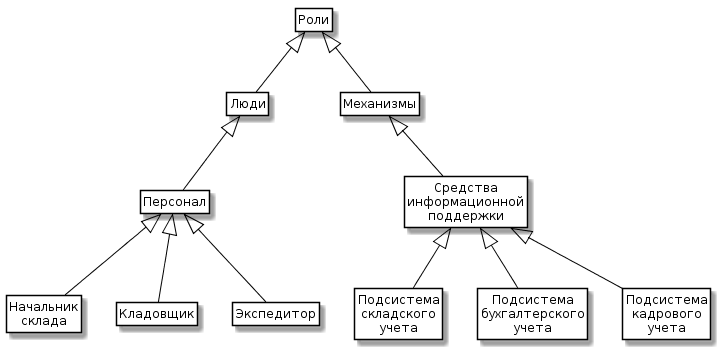 Роли
Люди
Механизмы
Персонал
Средства
информационной
поддержки
Начальник
склада
Кладовщик
Экспедитор
Подсистема
складского
учета
Подсистема
бухгалтерского
учета
Подсистема
кадрового
учета